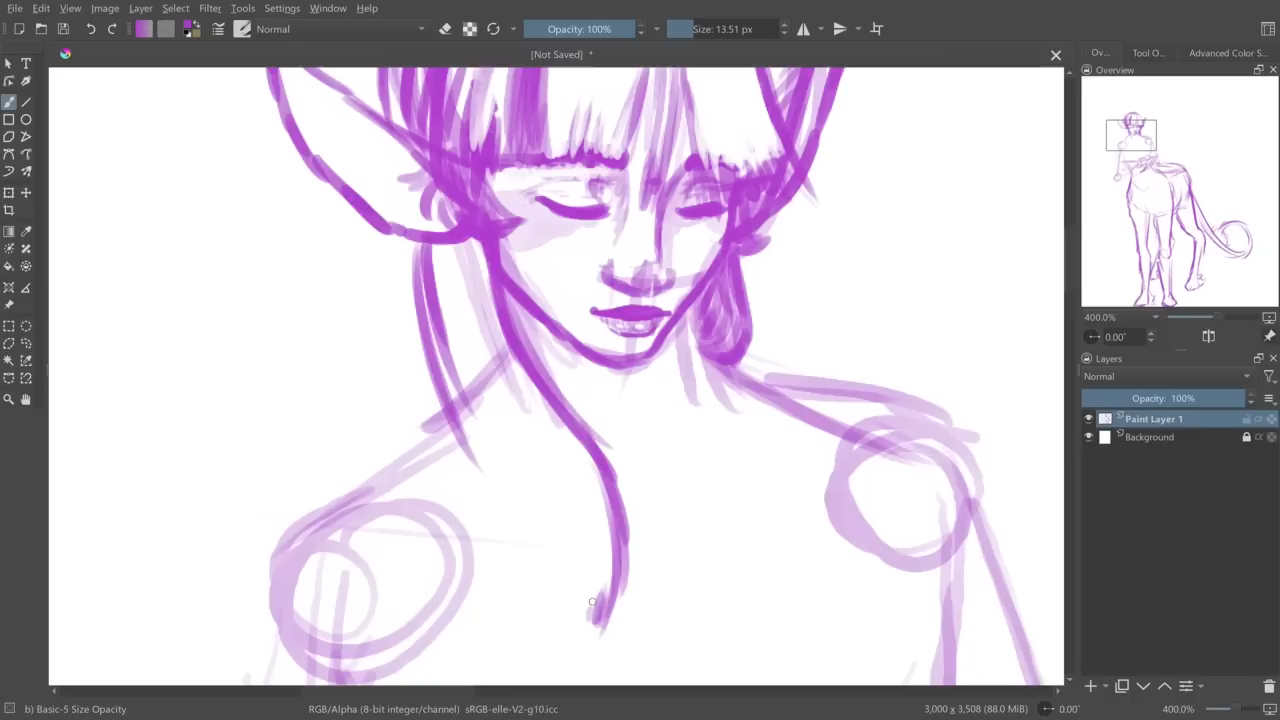 File Edit View Image Layer Select Filter Tools Settings Window Help
Normal Opacity: 100% Size: 13.51 px
[Not Saved] *
Ov... Tool O... Advanced Color S...
Overview
400.0%
0.00°
Layers
Normal
Opacity: 100%
Paint Layer 1
Background
b) Basic-5 Size Opacity RGB/Alpha (8-bit integer/channel) sRGB-elle-V2-g10.icc 3,000 x 3,508 (88.0 MiB) 0.00° 400.0%